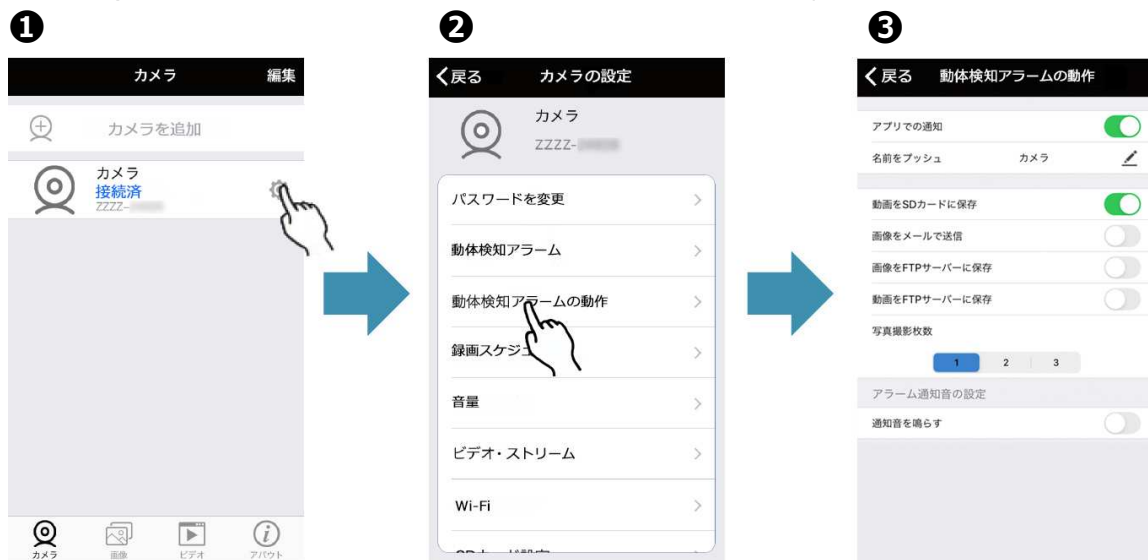 ❶
カメラ 編集
カメラを追加
カメラ
接続済
ZZZZ-
カメラ 画像 ビデオ アバウト
❷
戻る カメラの設定
カメラ
ZZZZ-
パスワードを変更
動体検知アラーム
動体検知アラームの動作
録画スケジュ
音量
ビデオ・ストリーム
Wi-Fi
❸
戻る 動体検知アラームの動作
アプリでの通知
名前をプッシュ カメラ
動画をSDカードに保存
画像をメールで送信
画像をFTPサーバーに保存
動画をFTPサーバーに保存
写真撮影枚数
1 2 3
アラーム通知音の設定
通知音を鳴らす